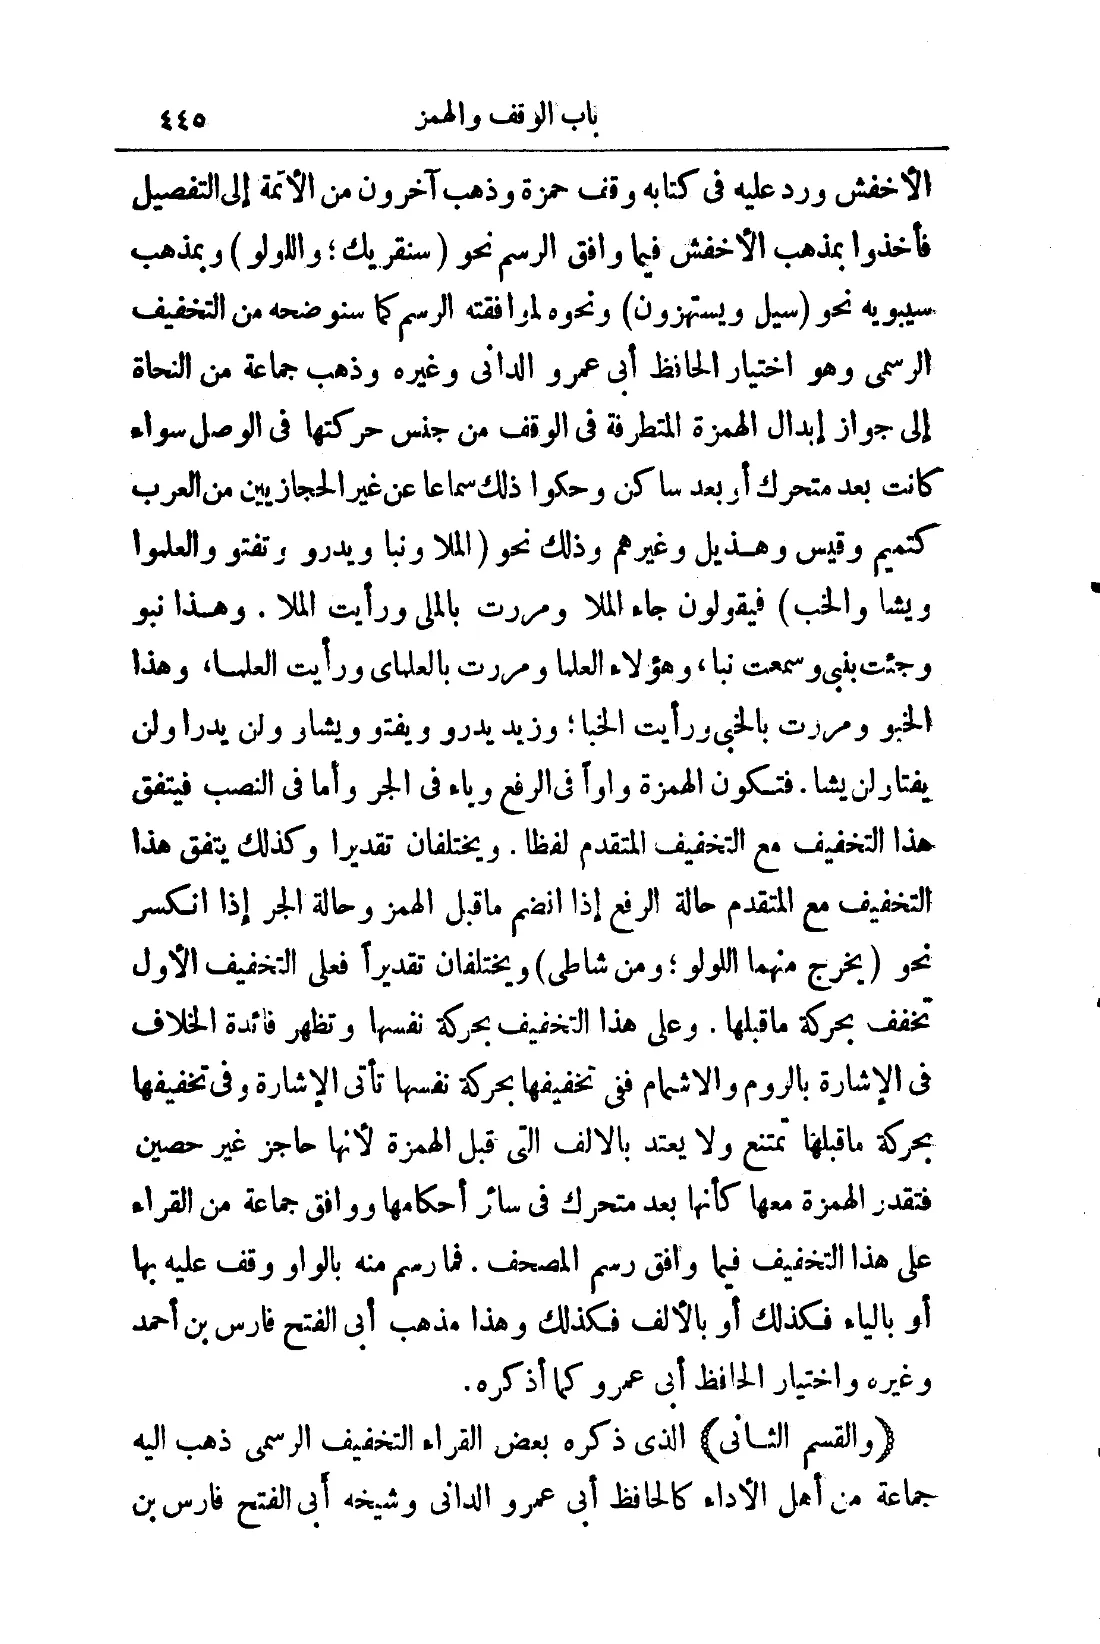 باب الوقف والهمز ٤٤٥
الأخفش ورد عليه فى كتابه وقف حمزة وذهب آخرون من الأئمة إلى التفصيل
فأخذوا بمذهب الأخفش فيما وافق الرسم نحو (سنقريك ؛ واللولو) وبمذهب
سيبويه نحو (سيل ويستهزون) ونحوه لموافقته الرسم كما سنوضحه من التخفيف
الرسمى وهو اختيار الحافظ أبى عمرو الدانى وغيره وذهب جماعة من النحاة
إلى جواز إبدال الهمزة المتطرفة فى الوقف من جنس حركتها فى الوصل سواء
كانت بعد متحرك أو بعد ساكن وحكوا ذلك سماعا عن غير الحجازيين من العرب
كتميم وقيس وهذيل وغيرهم وذلك نحو (الملا ونبا ويدرو وتفتو والعلموا
ويشا والخب) فيقولون جاء الملا ومررت بالملى ورأيت الملا . وهذا نبو
وجئت بنبى وسمعت نبا ، وهؤلاء العلما ومررت بالعلماى ورأيت العلما ، وهذا
الخبو ومررت بالخبى ورأيت الخبا ؛ وزيد يدرو ويفتو ويشاو ولن يدرا ولن
يفتاولن يشا . فتكون الهمزة واواً فى الرفع وياء فى الجر وأما فى النصب فيتفق
هذا التخفيف مع التخفيف المتقدم لفظا . ويختلفان تقديرا وكذلك يتفق هذا
التخفيف مع المتقدم حالة الرفع إذا انضم ماقبل الهمز وحالة الجر إذا انكسر
نحو (يخرج منهما اللولو ؛ ومن شاطى) ويختلفان تقديراً فعلى التخفيف الأول
تخفف بحركة ماقبلها . وعلى هذا التخفيف بحركة نفسها وتظهر فائدة الخلاف
فى الإشارة بالروم والاشمام ففى تخفيفها بحركة نفسها تأتى الإشارة وفى تخفيفها
بحركة ماقبلها تمتنع ولا يعتد بالالف التى قبل الهمزة لأنها حاجز غير حصين
فتقدر الهمزة معها كأنها بعد متحرك فى سائر أحكامها ووافق جماعة من القراء
على هذا التخفيف فيما وافق رسم المصحف . فما رسم منه بالواو وقف عليه بها
أو بالياء فكذلك أو بالألف فكذلك وهذا مذهب أبى الفتح فارس بن أحمد
وغيره واختيار الحافظ أبى عمرو كما أذكره .
(والقسم الثانى) الذى ذكره بعض القراء التخفيف الرسمى ذهب اليه
جماعة من أهل الأداء كالحافظ أبى عمرو الدانى وشيخه أبى الفتح فارس بن